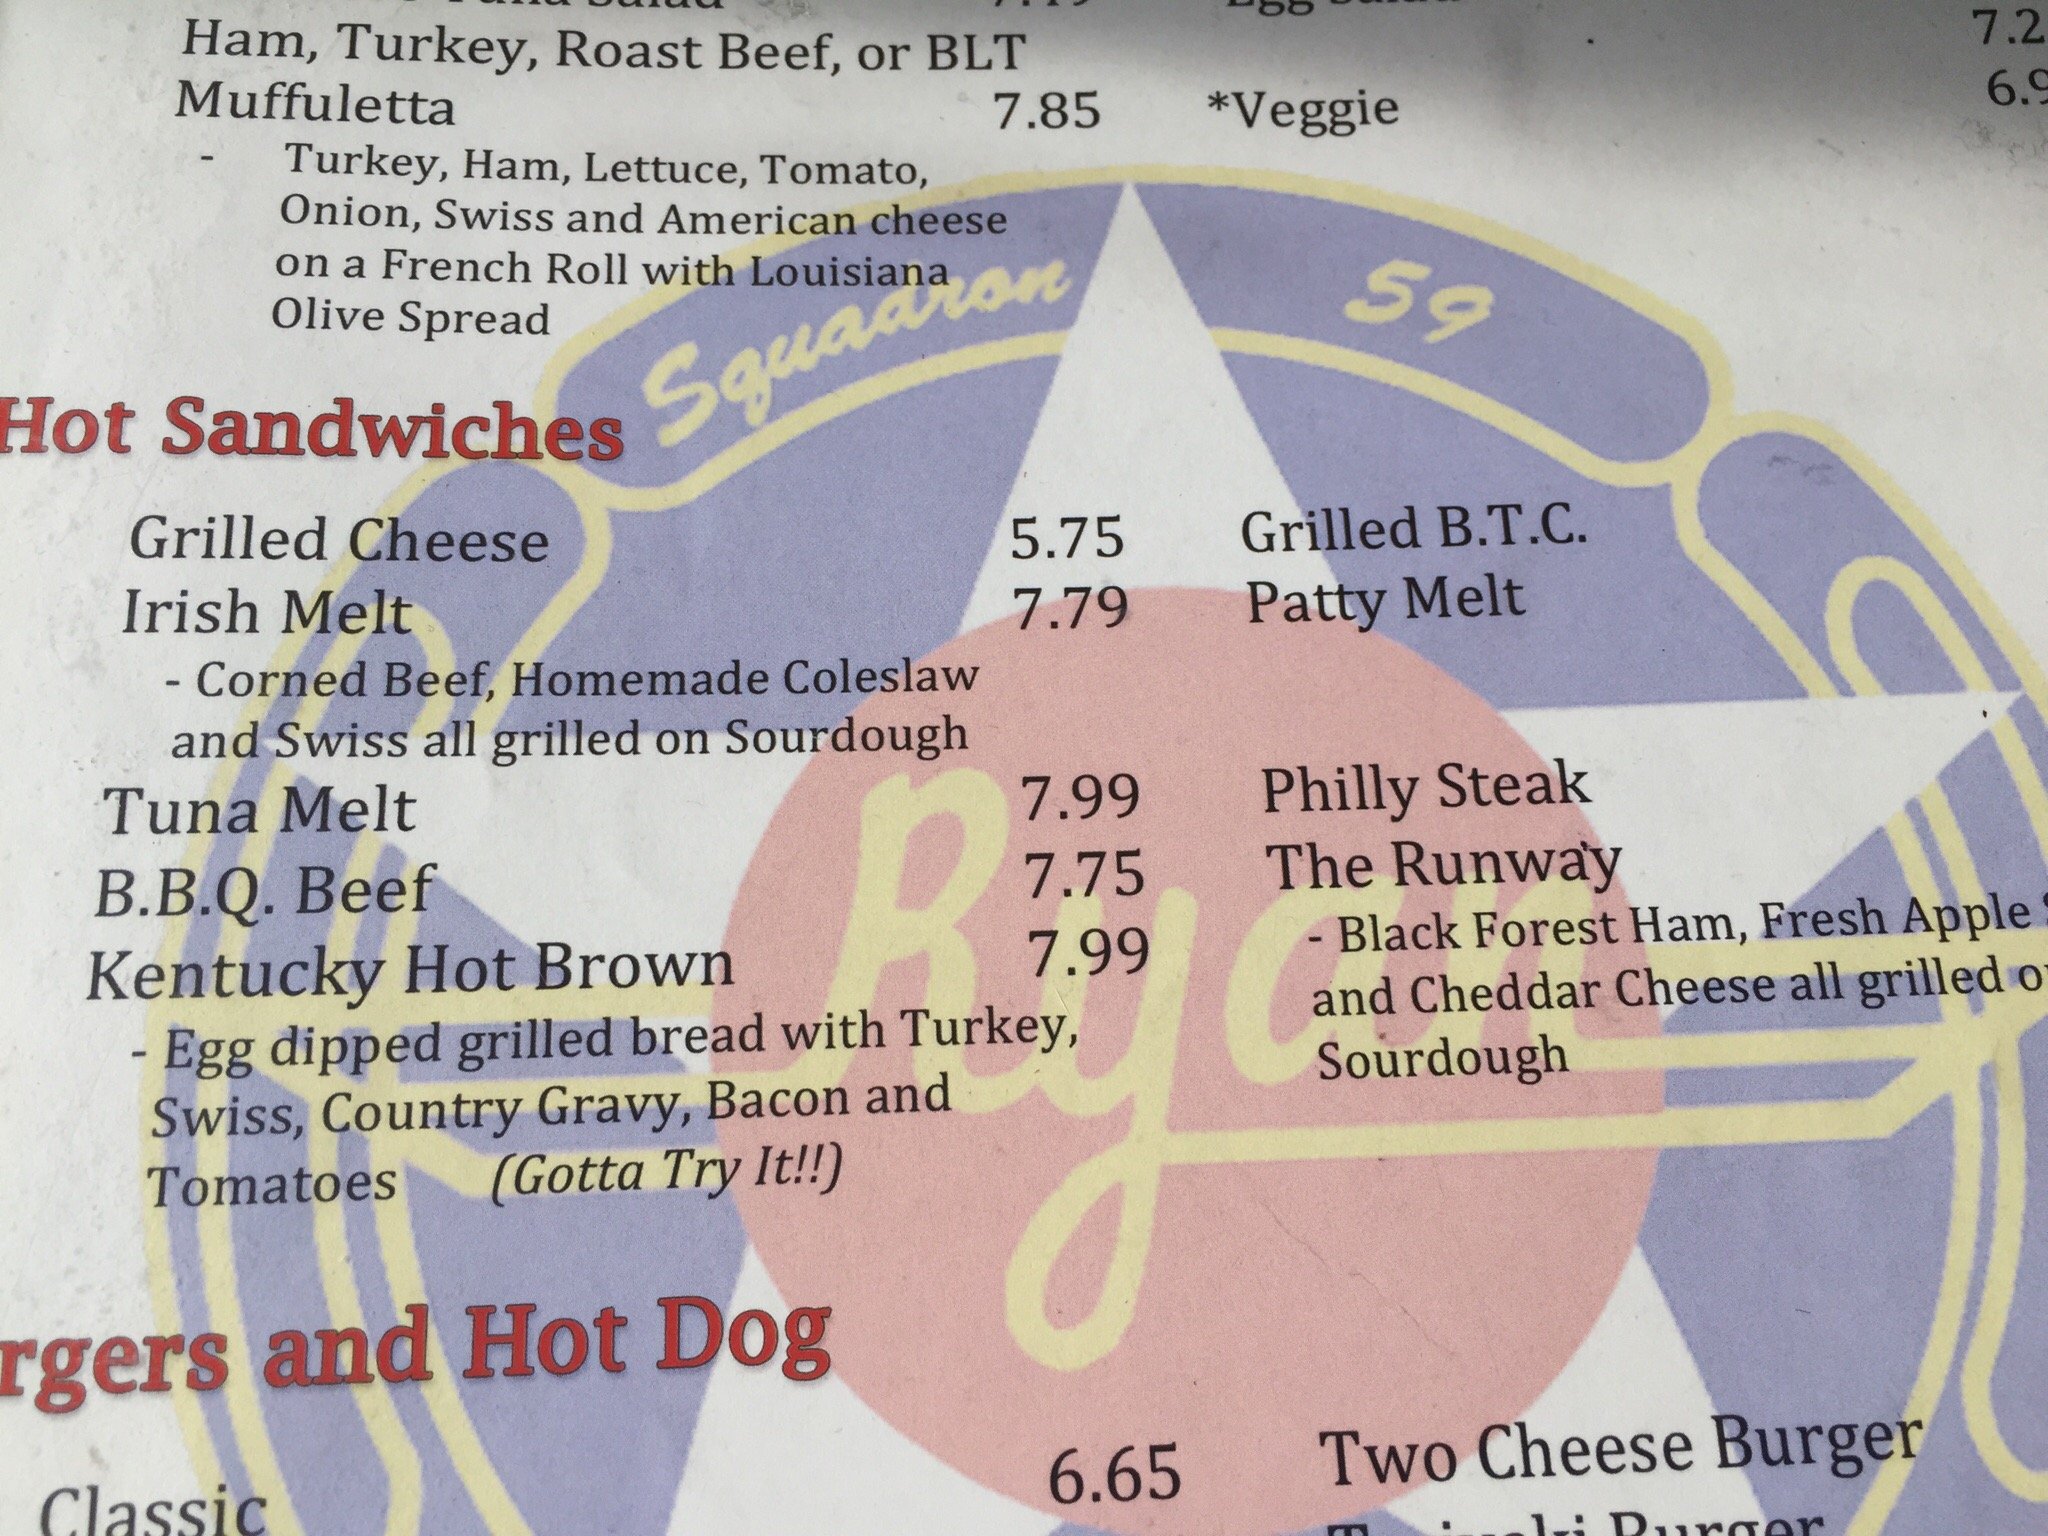 Ham, Turkey, Roast Beef, or BLT
Muffuletta 7.85 *Veggie
- Turkey, Ham, Lettuce, Tomato,
Onion, Swiss and American cheese
on a French Roll with Louisiana
Olive Spread
Squadron 59
Hot Sandwiches
Grilled Cheese 5.75 Grilled B.T.C.
Irish Melt 7.79 Patty Melt
- Corned Beef, Homemade Coleslaw
and Swiss all grilled on Sourdough
Tuna Melt 7.99 Philly Steak
B.B.Q. Beef 7.75 The Runway
- Black Forest Ham, Fresh Apple
and Cheddar Cheese all grilled
Sourdough
Kentucky Hot Brown 7.99
- Egg dipped grilled bread with Turkey,
Swiss, Country Gravy, Bacon and
Tomatoes (Gotta Try It!!)
Ryan
and Hot Dog
Classic 6.65 Two Cheese Burger
Burger